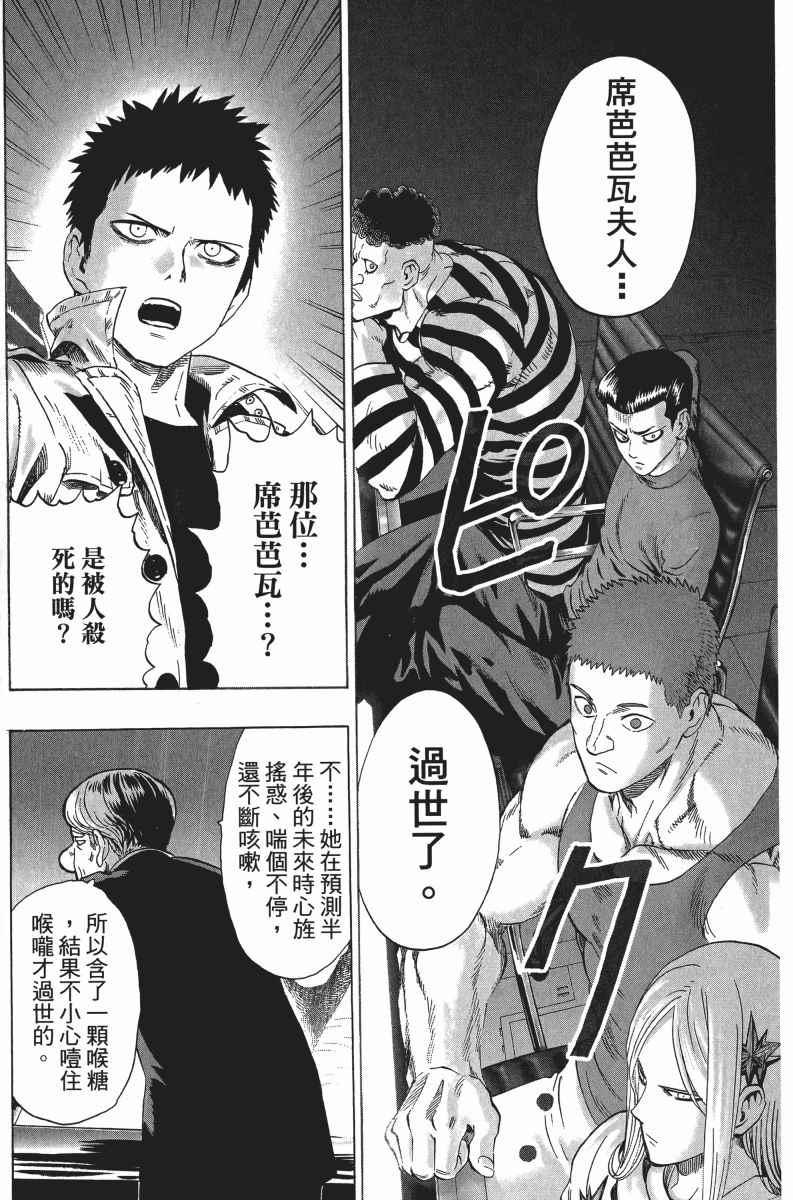 席芭芭瓦夫人…
ピク
過世了。
那位…
席芭芭瓦…?
是被人殺
死的嗎?
不……她在預測半
年後的未來時心旌
搖惑、喘個不停，
還不斷咳嗽，
所以含了一顆喉糖
，結果不小心噎住
喉嚨才過世的。